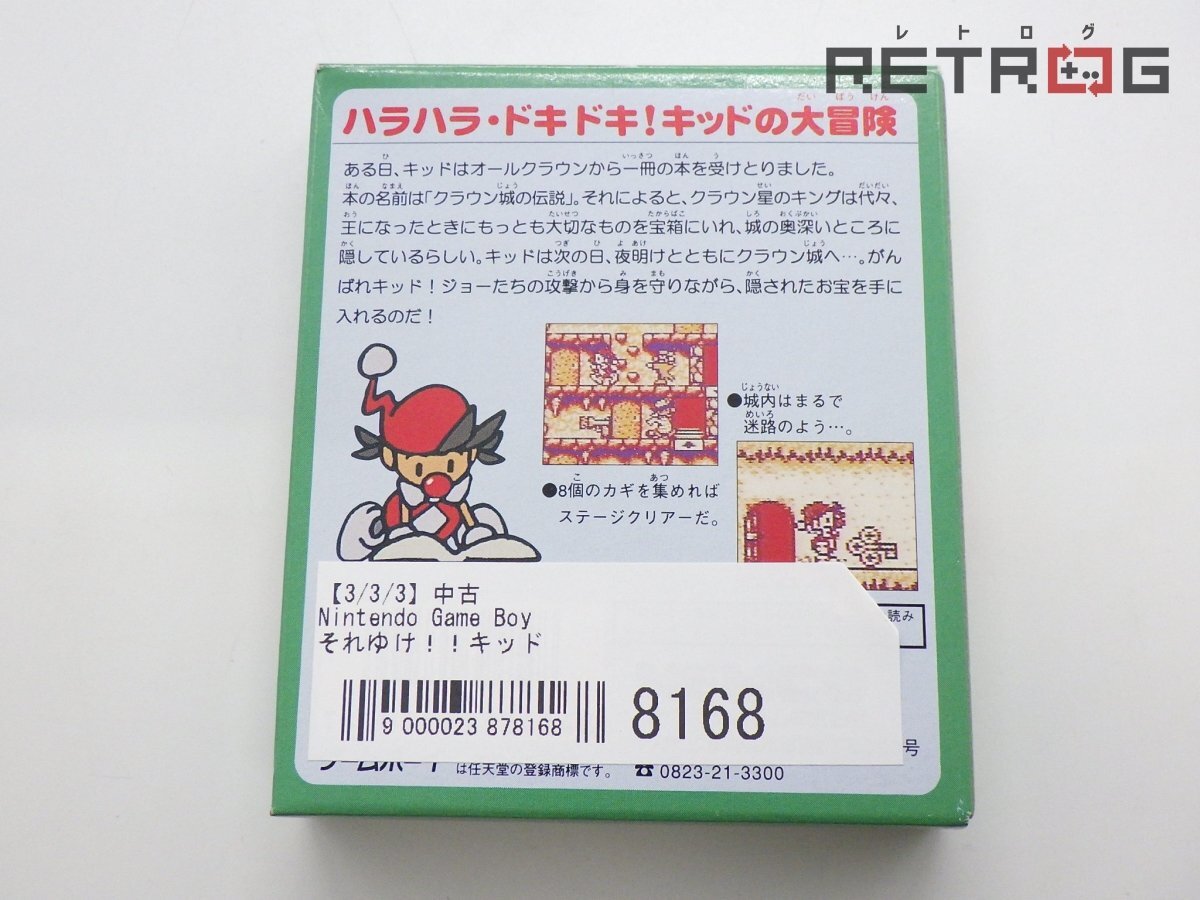 レトログ
RETROG
ハラハラ・ドキドキ!キッドの大冒険
ある日、キッドはオールクラウンから一冊の本を受けとりました。
本の名前は「クラウン城の伝説」。それによると、クラウン星のキングは代々、
王になったときにもっとも大切なものを宝箱にいれ、城の奥深いところに
隠しているらしい。キッドは次の日、夜明けとともにクラウン城へ…。がん
ばれキッド!ジョーたちの攻撃から身を守りながら、隠されたお宝を手に
入れるのだ!
●城内はまるで
迷路のよう…。
●8個のカギを集めれば
ステージクリアーだ。
読み
【3/3/3】中古
Nintendo Game Boy
それゆけ!!キッド
9 000023 878168
8168
号
は任天堂の登録商標です。 ☎ 0823-21-3300